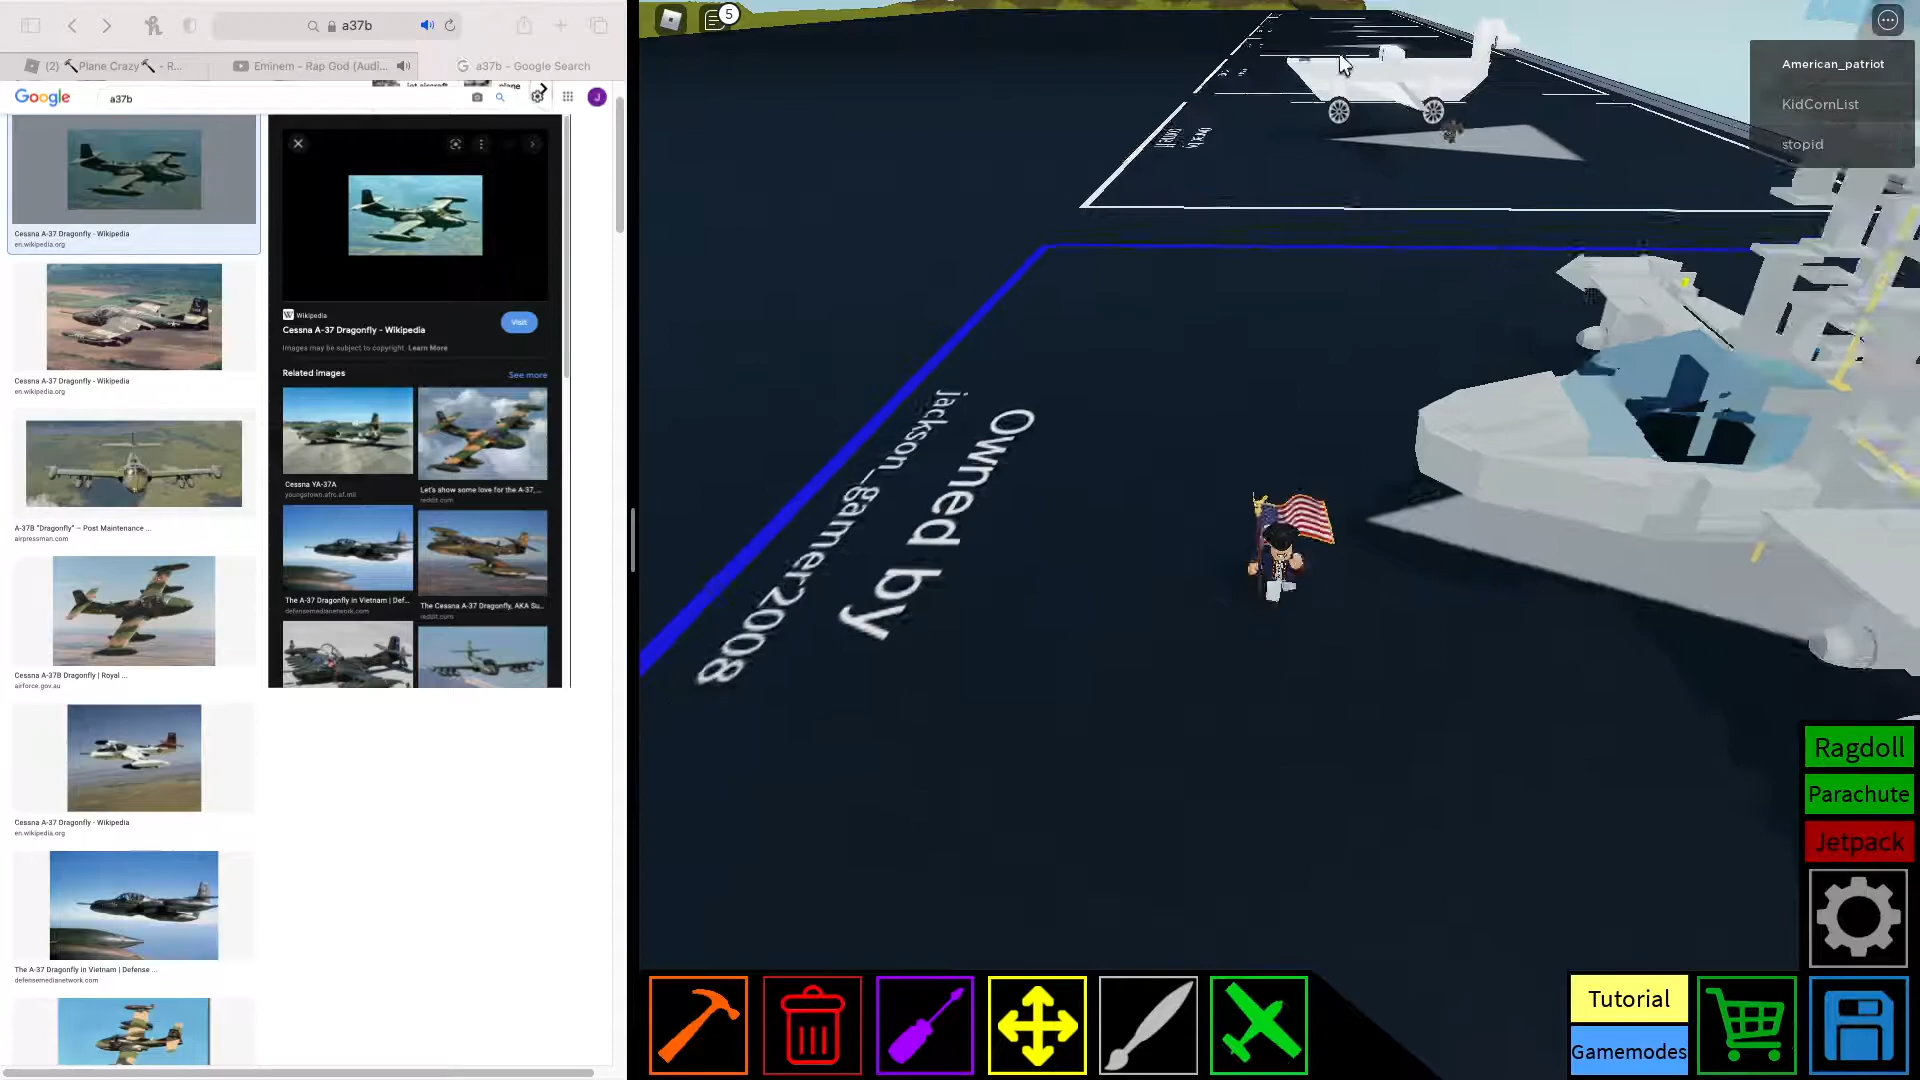 a37b
(2) 🔨Plane Crazy🔨 - R...
Eminem – Rap God (Audi...
a37b - Google Search
Google
a37b
J
Cessna A-37 Dragonfly - Wikipedia
en.wikipedia.org
Cessna A-37 Dragonfly - Wikipedia
en.wikipedia.org
A-37B "Dragonfly" – Post Maintenance ...
airpressman.com
Cessna A-37B Dragonfly | Royal ...
airforce.gov.au
Cessna A-37 Dragonfly - Wikipedia
en.wikipedia.org
The A-37 Dragonfly in Vietnam | Defense ...
defensemedianetwork.com
W Wikipedia
Cessna A-37 Dragonfly - Wikipedia
Visit
Images may be subject to copyright. Learn More
Related images
See more
Cessna YA-37A
youngstown.afrc.af.mil
Let's show some love for the A-37,...
reddit.com
The A-37 Dragonfly in Vietnam | Def...
defensemedianetwork.com
The Cessna A-37 Dragonfly, AKA Su...
reddit.com
5
American_patriot
KidCornList
stopid
Owned by
jackson_gamer2008
Ragdoll
Parachute
Jetpack
Tutorial
Gamemodes